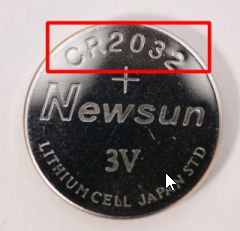 CR2032
+
Newsun
3V
LITHIUM CELL JAPAN STD